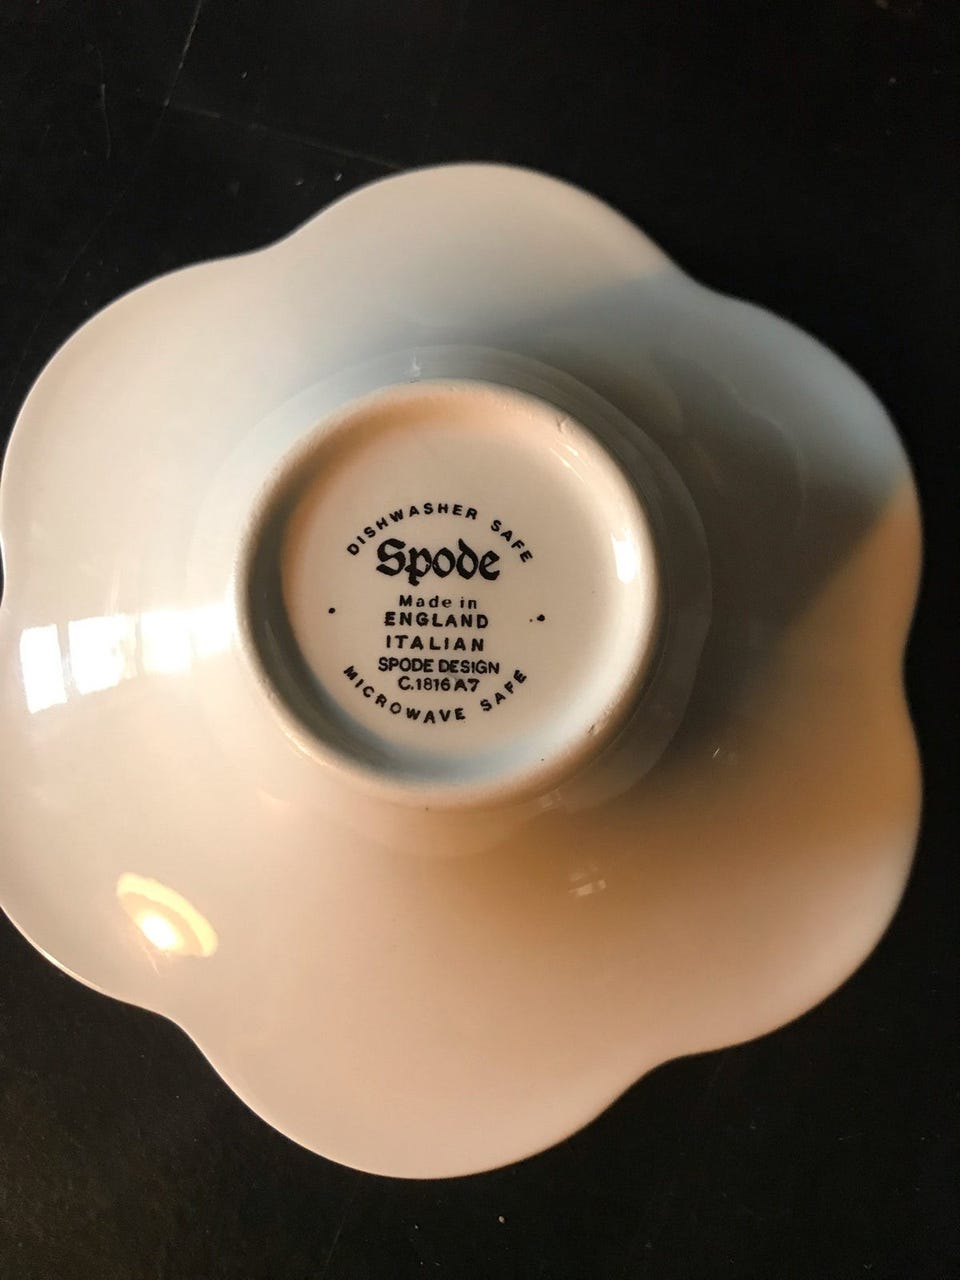 DISHWASHER SAFE
Spode
Made in
ENGLAND
ITALIAN
SPODE DESIGN
C.1816 A7
MICROWAVE SAFE